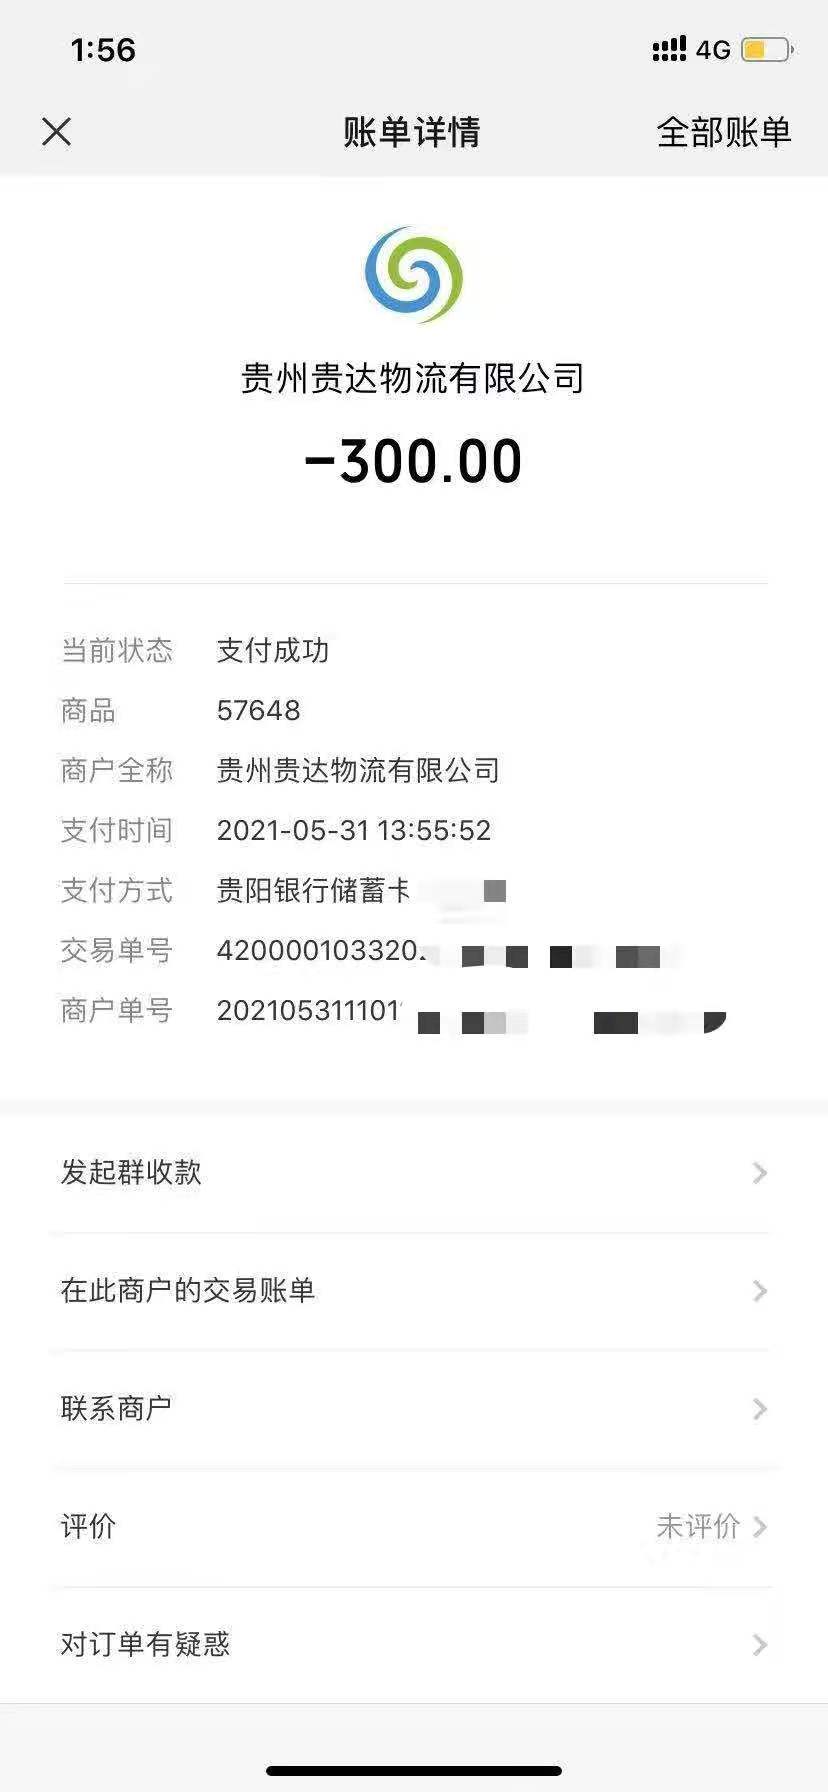 1:56 4G
账单详情 全部账单
贵州贵达物流有限公司
-300.00
当前状态 支付成功
商品 57648
商户全称 贵州贵达物流有限公司
支付时间 2021-05-31 13:55:52
支付方式 贵阳银行储蓄卡
交易单号 420000103320
商户单号 202105311101
发起群收款
在此商户的交易账单
联系商户
评价 未评价
对订单有疑惑